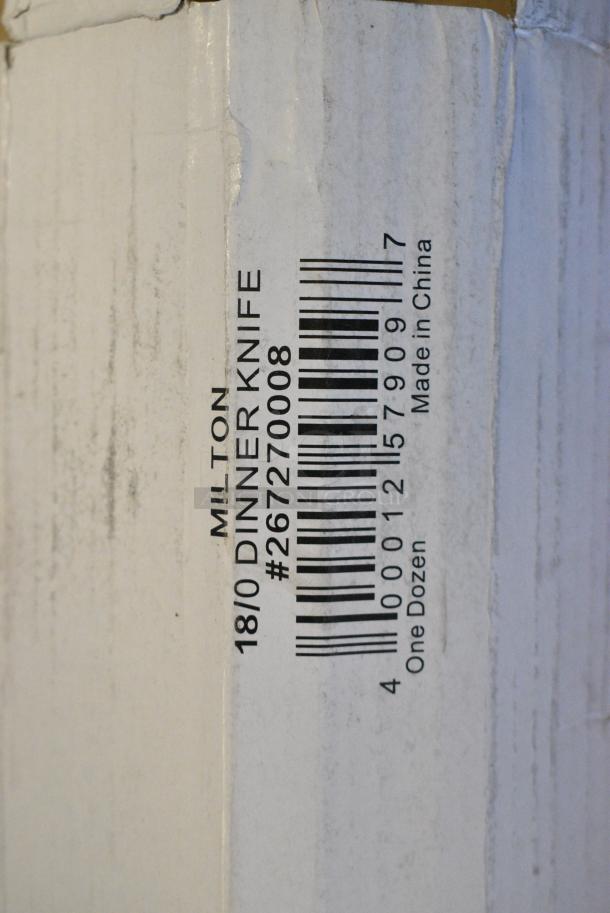 MILTON
18/0 DINNER KNIFE
#267270008
4 00012 57909 7
One Dozen Made in China